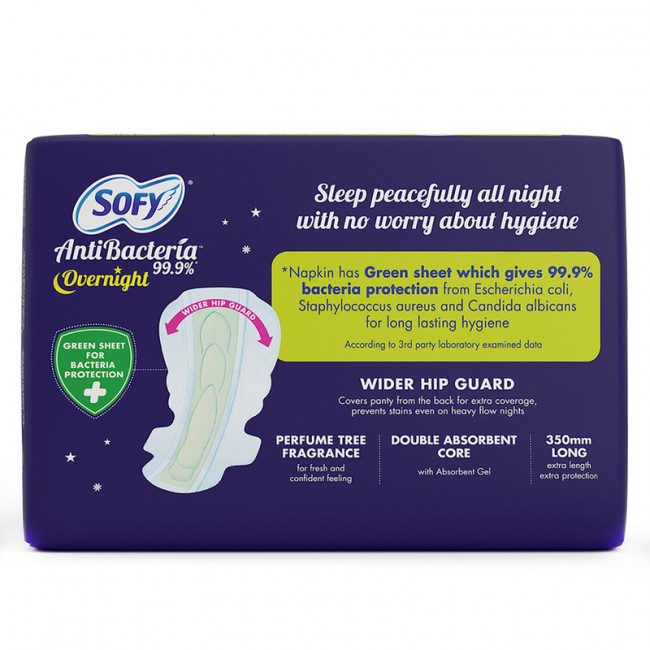 SOFY®
AntiBacteria™
99.9%*
Overnight
GREEN SHEET
FOR
BACTERIA
PROTECTION
WIDER HIP GUARD
Sleep peacefully all night
with no worry about hygiene
*Napkin has Green sheet which gives 99.9%
bacteria protection from Escherichia coli,
Staphylococcus aureus and Candida albicans
for long lasting hygiene
According to 3rd party laboratory examined data
WIDER HIP GUARD
Covers panty from the back for extra coverage,
prevents stains even on heavy flow nights
PERFUME TREE
FRAGRANCE
for fresh and
confident feeling
DOUBLE ABSORBENT
CORE
with Absorbent Gel
350mm
LONG
extra length
extra protection